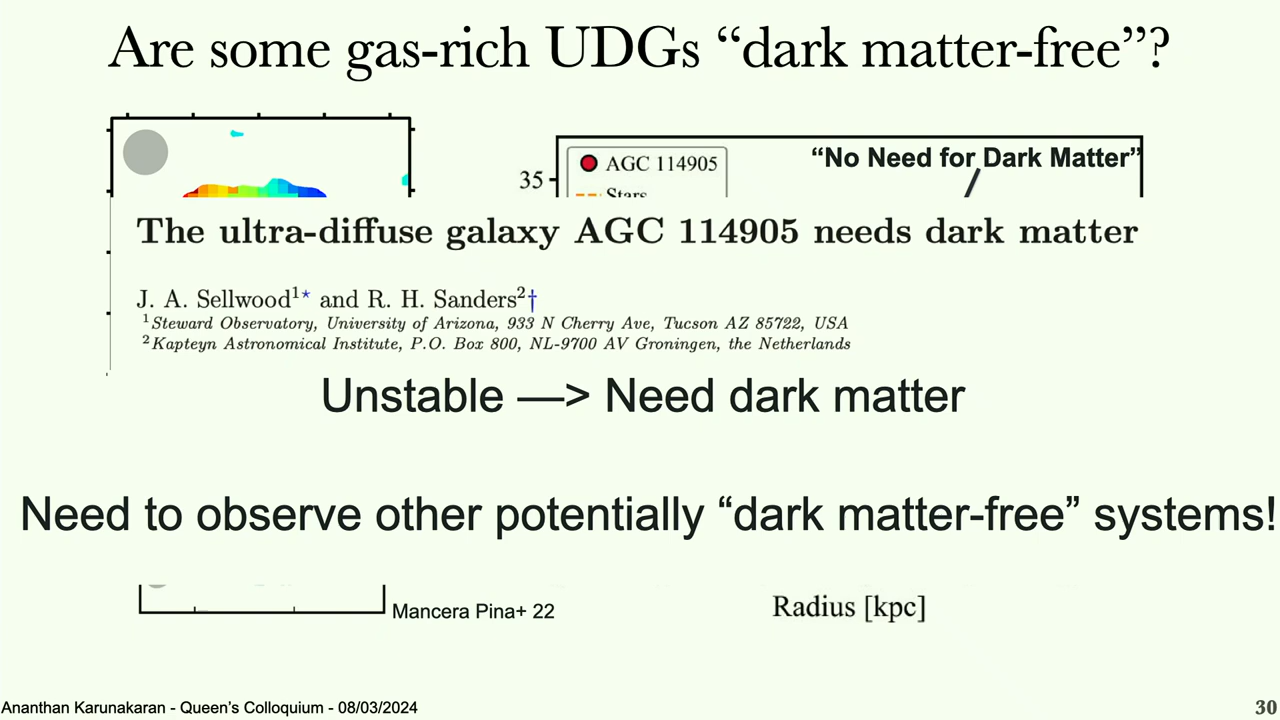 Are some gas-rich UDGs “dark matter-free”?
AGC 114905
“No Need for Dark Matter”
35
Stars
The ultra-diffuse galaxy AGC 114905 needs dark matter
J. A. Sellwood1⋆ and R. H. Sanders2†
1Steward Observatory, University of Arizona, 933 N Cherry Ave, Tucson AZ 85722, USA
2Kapteyn Astronomical Institute, P.O. Box 800, NL-9700 AV Groningen, the Netherlands
Unstable —> Need dark matter
Need to observe other potentially “dark matter-free” systems!
Mancera Pina+ 22
Radius [kpc]
Ananthan Karunakaran - Queen’s Colloquium - 08/03/2024
30